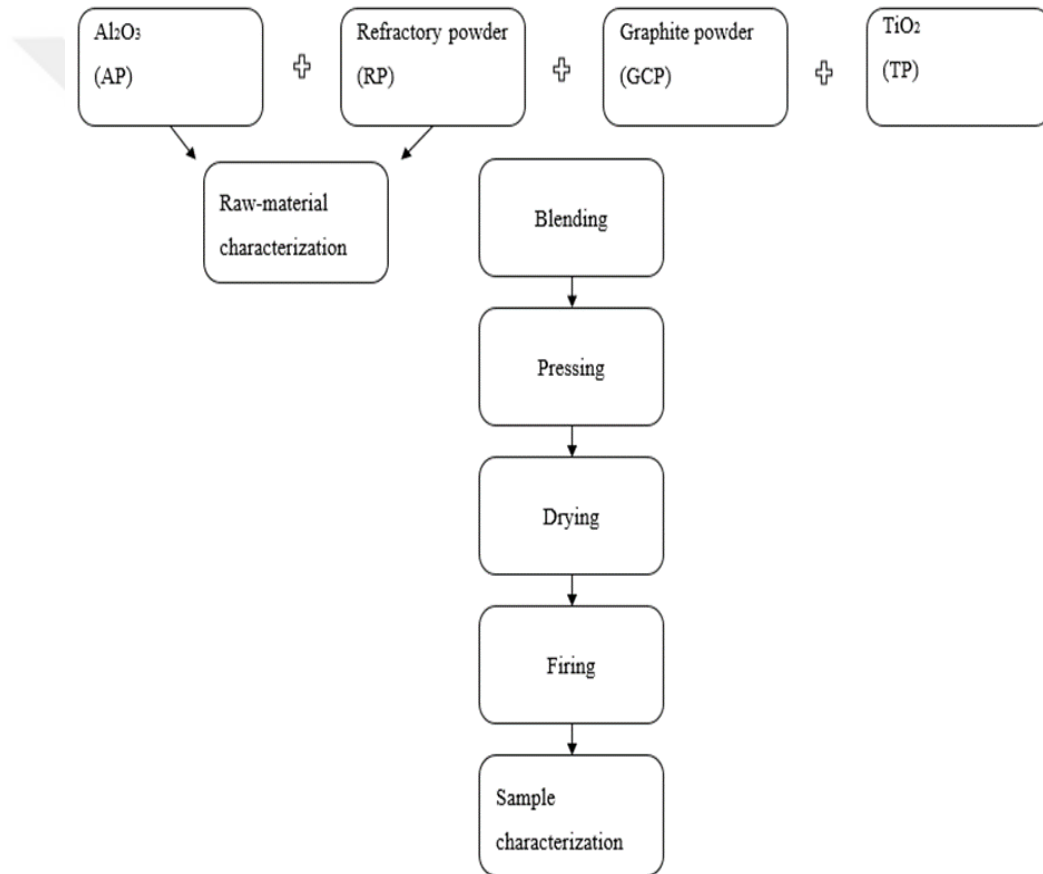 Al2O3
(AP)
Refractory powder
(RP)
Graphite powder
(GCP)
TiO2
(TP)
Raw-material
characterization
Blending
Pressing
Drying
Firing
Sample
characterization